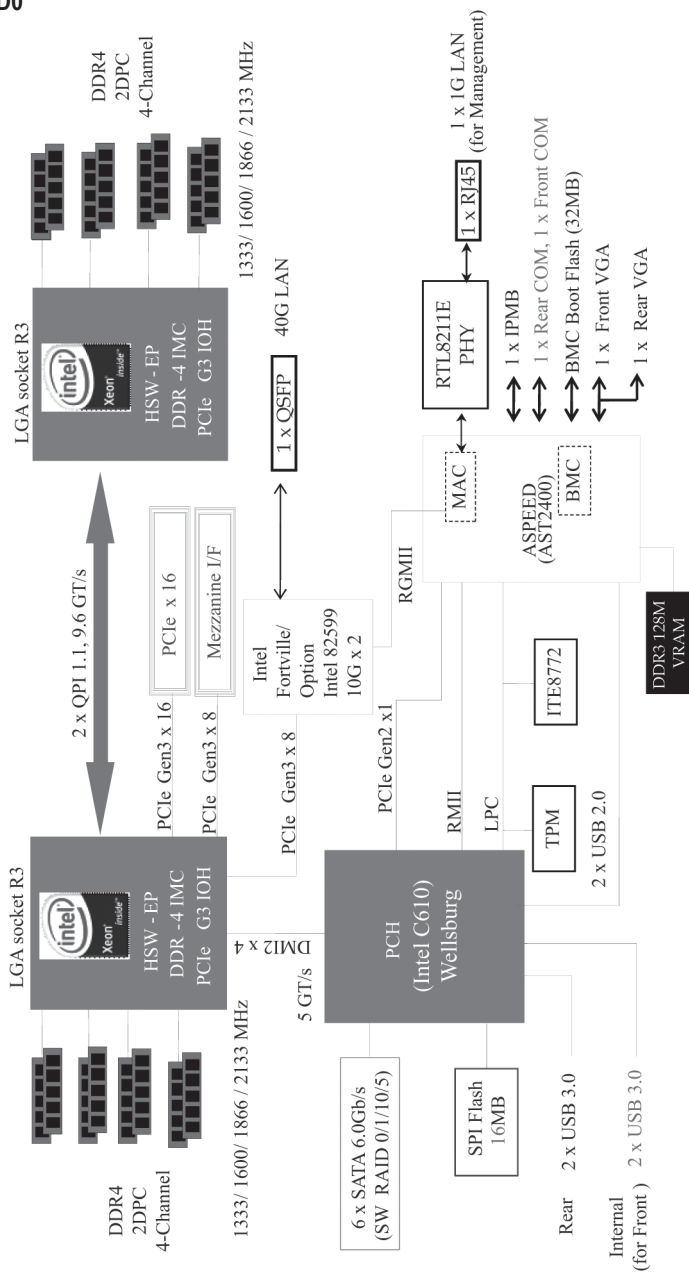 DDR4
2DPC
4-Channel
1333/ 1600/ 1866 / 2133 MHz
LGA socket R3
intel
Xeon
inside™
HSW - EP
DDR -4 IMC
PCIe G3 IOH
2 x QPI 1.1, 9.6 GT/s
LGA socket R3
intel
Xeon
inside™
HSW - EP
DDR -4 IMC
PCIe G3 IOH
DDR4
2DPC
4-Channel
1333/ 1600/ 1866 / 2133 MHz
PCIe Gen3 x 16
PCIe x 16
PCIe Gen3 x 8
Mezzanine I/F
PCIe Gen3 x 8
Intel
Fortville/
Option
Intel 82599
10G x 2
1 x QSFP
40G LAN
DMI2 x 4
5 GT/s
6 x SATA 6.0Gb/s
(SW RAID 0/1/10/5)
SPI Flash
16MB
Rear 2 x USB 3.0
Internal
(for Front ) 2 x USB 3.0
PCH
(Intel C610)
Wellsburg
PCIe Gen2 x1
RMII
LPC
TPM
ITE8772
2 x USB 2.0
RGMII
MAC
ASPEED
(AST2400)
BMC
DDR3 128M
VRAM
RTL8211E
PHY
1 x RJ45
1 x 1G LAN
(for Management)
1 x IPMB
1 x Rear COM, 1 x Front COM
BMC Boot Flash (32MB)
1 x Front VGA
1 x Rear VGA